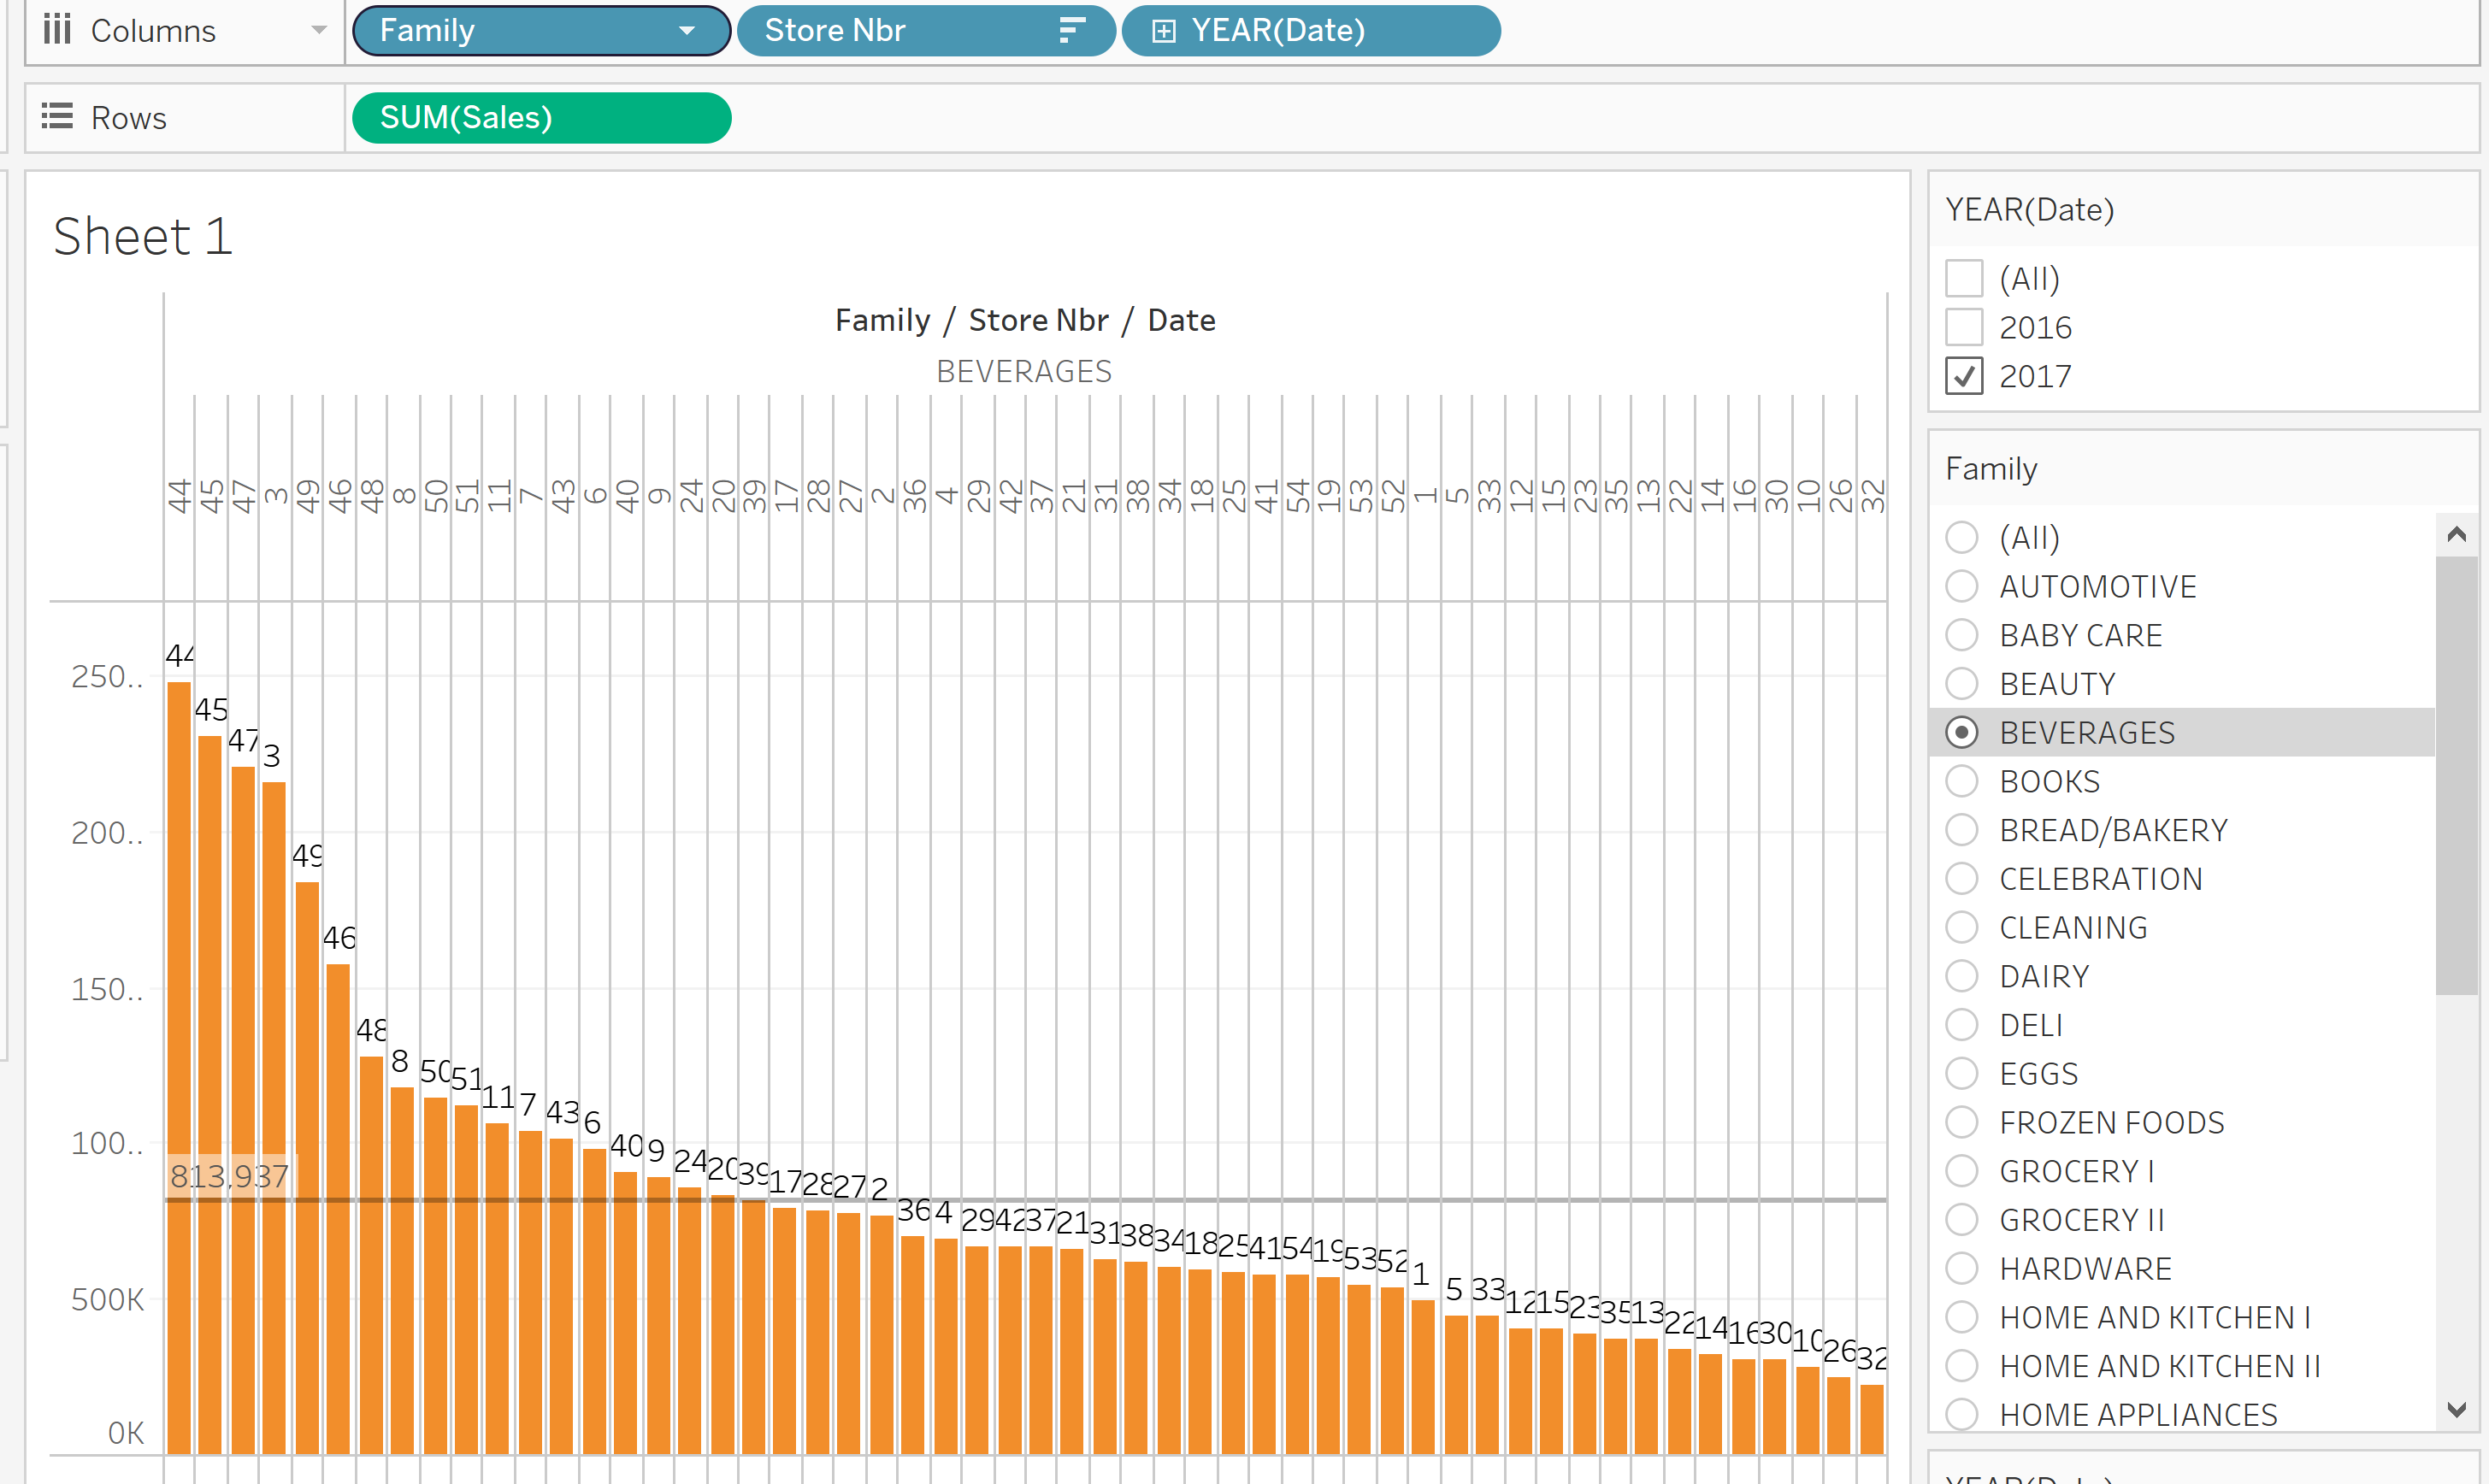 Columns Family Store Nbr YEAR(Date)
Rows SUM(Sales)
Sheet 1
Family / Store Nbr / Date
BEVERAGES
44 45 47 3 49 46 48 8 50 51 11 7 43 6 40 9 24 20 39 17 28 27 2 36 4 29 42 37 21 31 38 34 18 25 41 54 19 53 52 1 5 33 12 15 23 35 13 22 14 16 30 10 26 32
250..
200..
150..
100..
500K
0K
44 45 47 3 49 46 48 8 50 51 11 7 43 6 40 9 24 20 39 17 28 27 2 36 4 29 42 37 21 31 38 34 18 25 41 54 19 53 52 1 5 33 12 15 23 35 13 22 14 16 30 10 26 32
813,937
YEAR(Date)
(All)
2016
2017
Family
(All)
AUTOMOTIVE
BABY CARE
BEAUTY
BEVERAGES
BOOKS
BREAD/BAKERY
CELEBRATION
CLEANING
DAIRY
DELI
EGGS
FROZEN FOODS
GROCERY I
GROCERY II
HARDWARE
HOME AND KITCHEN I
HOME AND KITCHEN II
HOME APPLIANCES
YEAR(Date)